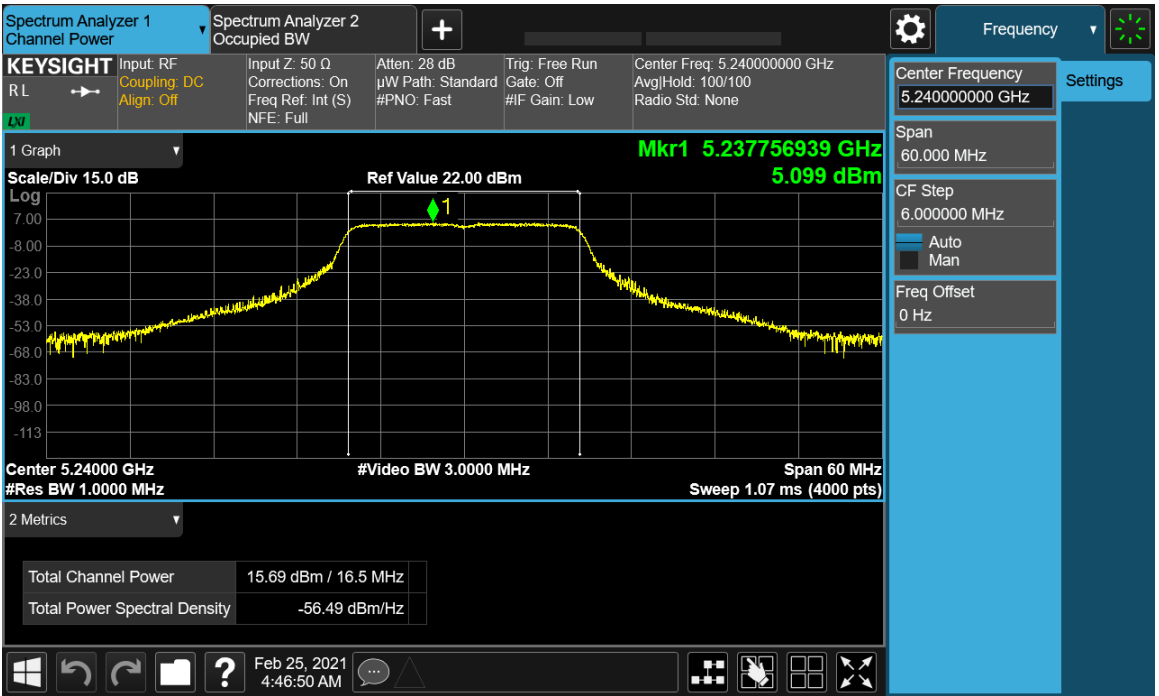 Spectrum Analyzer 1
Channel Power
▼
Spectrum Analyzer 2
Occupied BW
+
Frequency
▼
KEYSIGHT
RL
LXI
Input: RF
Coupling: DC
Align: Off
Input Z: 50 Ω
Corrections: On
Freq Ref: Int (S)
NFE: Full
Atten: 28 dB
µW Path: Standard
#PNO: Fast
Trig: Free Run
Gate: Off
#IF Gain: Low
Center Freq: 5.240000000 GHz
Avg|Hold: 100/100
Radio Std: None
Center Frequency
5.240000000 GHz
Settings
Span
60.000 MHz
CF Step
6.000000 MHz
Auto
Man
Freq Offset
0 Hz
1 Graph ▼
Mkr1 5.237756939 GHz
5.099 dBm
Scale/Div 15.0 dB
Ref Value 22.00 dBm
Log
1
7.00
-8.00
-23.0
-38.0
-53.0
-68.0
-83.0
-98.0
-113
Center 5.24000 GHz
#Video BW 3.0000 MHz
Span 60 MHz
#Res BW 1.0000 MHz
Sweep 1.07 ms (4000 pts)
2 Metrics ▼
Total Channel Power 15.69 dBm / 16.5 MHz
Total Power Spectral Density -56.49 dBm/Hz
?
Feb 25, 2021
4:46:50 AM